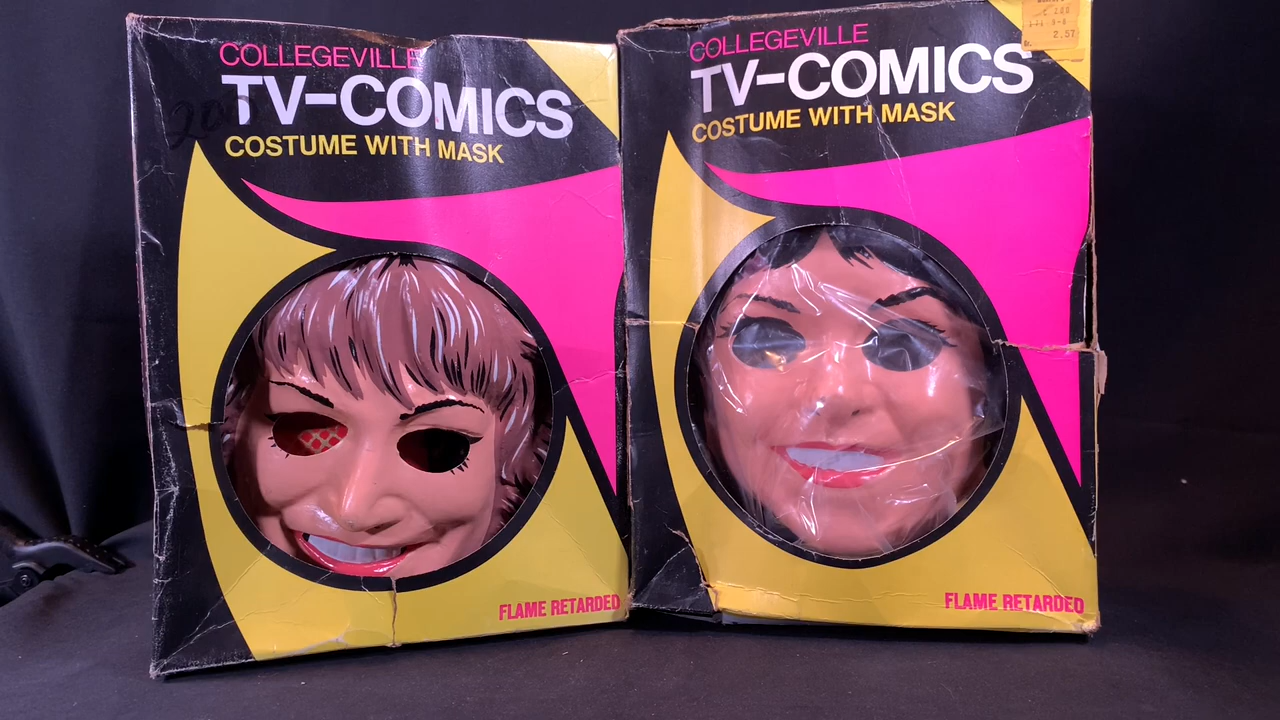 COLLEGEVILLE
TV-COMICS
COSTUME WITH MASK
FLAME RETARDED
COLLEGEVILLE
TV-COMICS
COSTUME WITH MASK
2.57
FLAME RETARDED